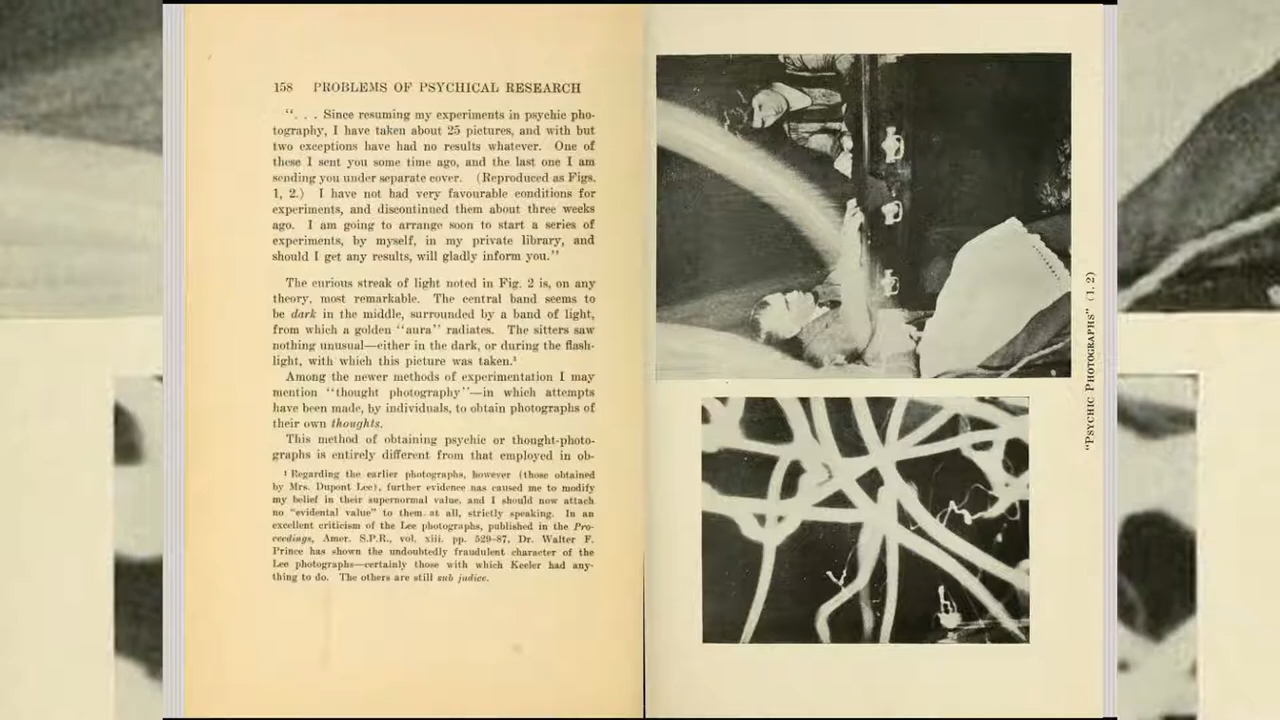 158 PROBLEMS OF PSYCHICAL RESEARCH
". . . Since resuming my experiments in psychic pho-
tography, I have taken about 25 pictures, and with but
two exceptions have had no results whatever. One of
these I sent you some time ago, and the last one I am
sending you under separate cover. (Reproduced as Figs.
1, 2.) I have not had very favourable conditions for
experiments, and discontinued them about three weeks
ago. I am going to arrange soon to start a series of
experiments, by myself, in my private library, and
should I get any results, will gladly inform you."
The curious streak of light noted in Fig. 2 is, on any
theory, most remarkable. The central band seems to
be dark in the middle, surrounded by a band of light,
from which a golden "aura" radiates. The sitters saw
nothing unusual—either in the dark, or during the flash-
light, with which this picture was taken.¹
Among the newer methods of experimentation I may
mention "thought photography"—in which attempts
have been made, by individuals, to obtain photographs of
their own thoughts.
This method of obtaining psychic or thought-photo-
graphs is entirely different from that employed in ob-
¹ Regarding the earlier photographs, however (those obtained
by Mrs. Dupont Lee), further evidence has caused me to modify
my belief in their supernormal value, and I should now attach
no "evidental value" to them at all, strictly speaking. In an
excellent criticism of the Lee photographs, published in the Pro-
ceedings, Amer. S.P.R., vol. xiii. pp. 529-87, Dr. Walter F.
Prince has shown the undoubtedly fraudulent character of the
Lee photographs—certainly those with which Keeler had any-
thing to do. The others are still sub judice.
"Psychic Photographs" (1, 2)